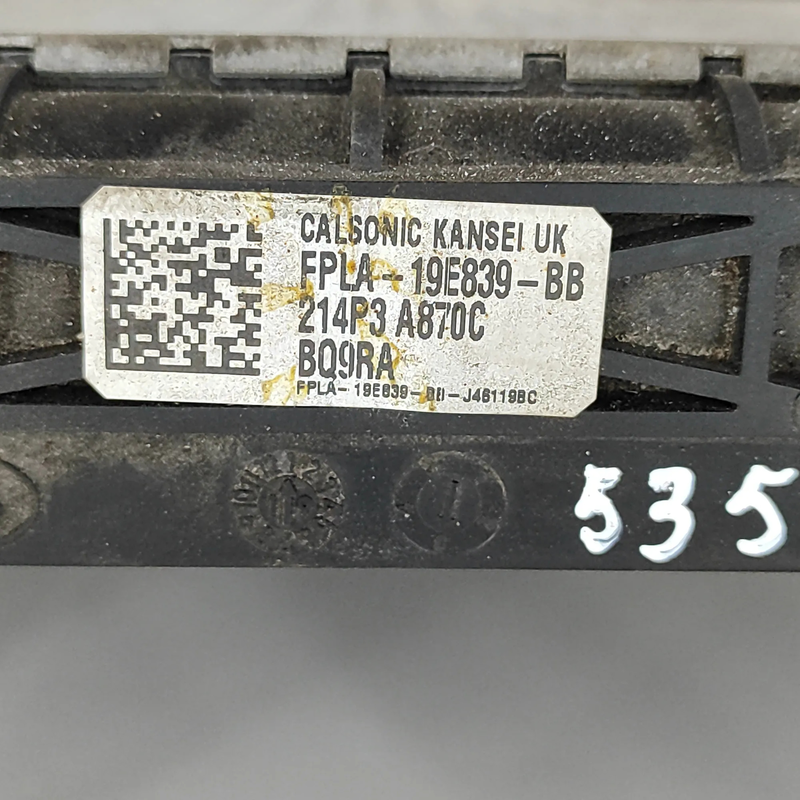 CALSONIC KANSEI UK
FPLA-19E839-BB
214P3 A870C
BQ9RA
FPLA-19E839-BB-J46119BC
535